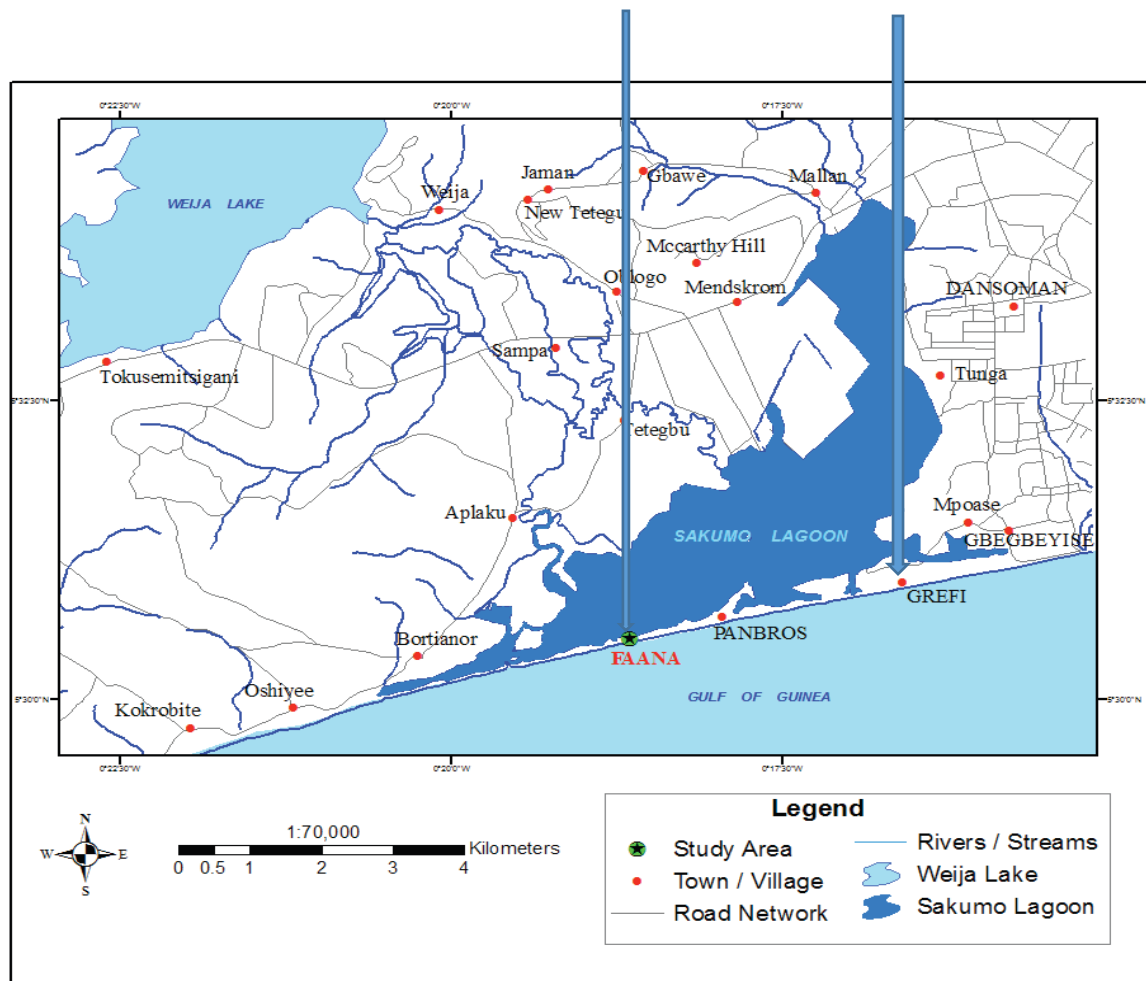 0°22'30"W
0°20'0"W
0°17'30"W
WEIJA LAKE
Weija
Jaman
New Tetegu
Gbawe
Mallan
Mccarthy Hill
Oblogo
Mendskrom
DANSOMAN
Sampa
Tokusemitsigani
Tunga
5°32'30"N
5°32'30"N
Tetegbu
Aplaku
Mpoase
SAKUMO LAGOON
GBEGBEYISE
GREFI
PANBROS
Bortianor
FAANA
Oshiyee
GULF OF GUINEA
Kokrobite
5°30'0"N
5°30'0"N
0°22'30"W
0°20'0"W
0°17'30"W
N
W
E
S
1:70,000
Kilometers
0 0.5 1 2 3 4
Legend
Study Area
Town / Village
Road Network
Rivers / Streams
Weija Lake
Sakumo Lagoon